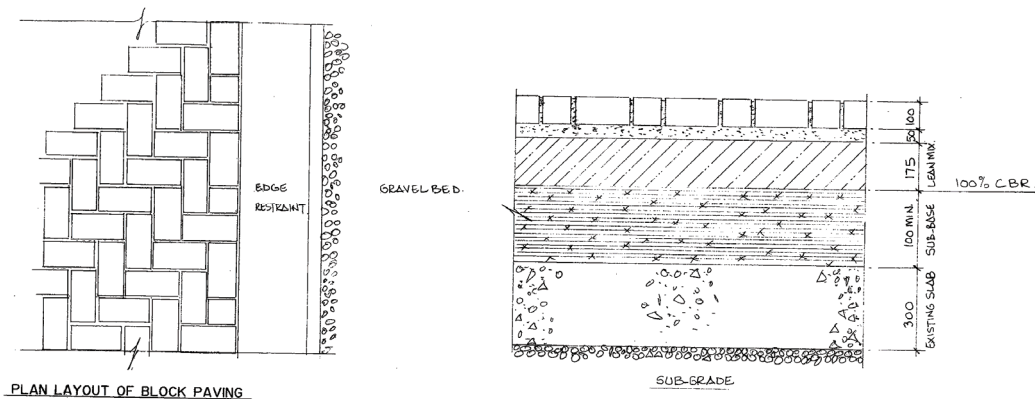 EDGE
RESTRAINT.
GRAVEL BED.
PLAN LAYOUT OF BLOCK PAVING
100
50
175
LEAN MIX.
100% CBR
100 MIN.
SUB-BASE
300
EXISTING SLAB
SUB-GRADE